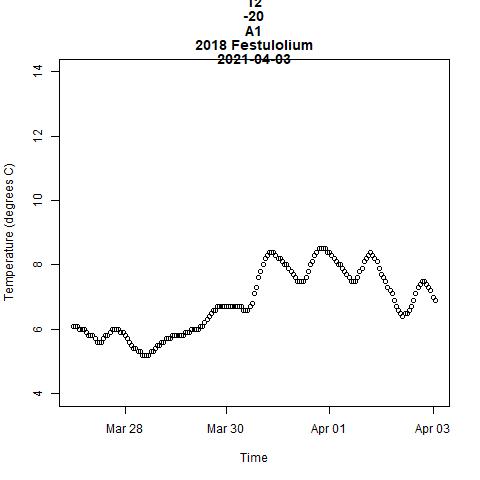 12
-20
A1
2018 Festulolium
2021-04-03
14
12
10
8
6
4
Temperature (degrees C)
Mar 28
Mar 30
Apr 01
Apr 03
Time